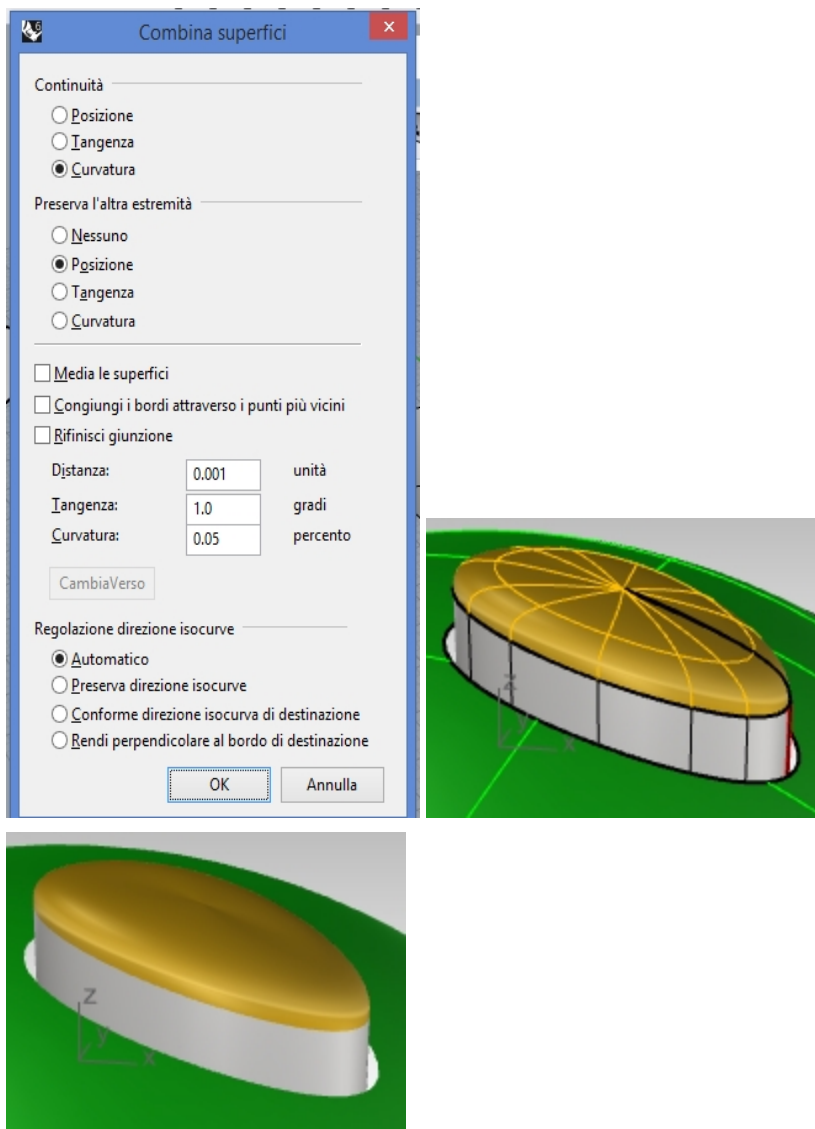 Combina superfici
Continuità
Posizione
Tangenza
Curvatura
Preserva l'altra estremità
Nessuno
Posizione
Tangenza
Curvatura
Media le superfici
Congiungi i bordi attraverso i punti più vicini
Rifinisci giunzione
Distanza: 0.001 unità
Tangenza: 1.0 gradi
Curvatura: 0.05 percento
CambiaVerso
Regolazione direzione isocurve
Automatico
Preserva direzione isocurve
Conforme direzione isocurva di destinazione
Rendi perpendicolare al bordo di destinazione
OK Annulla
z
y
x
z
y
x